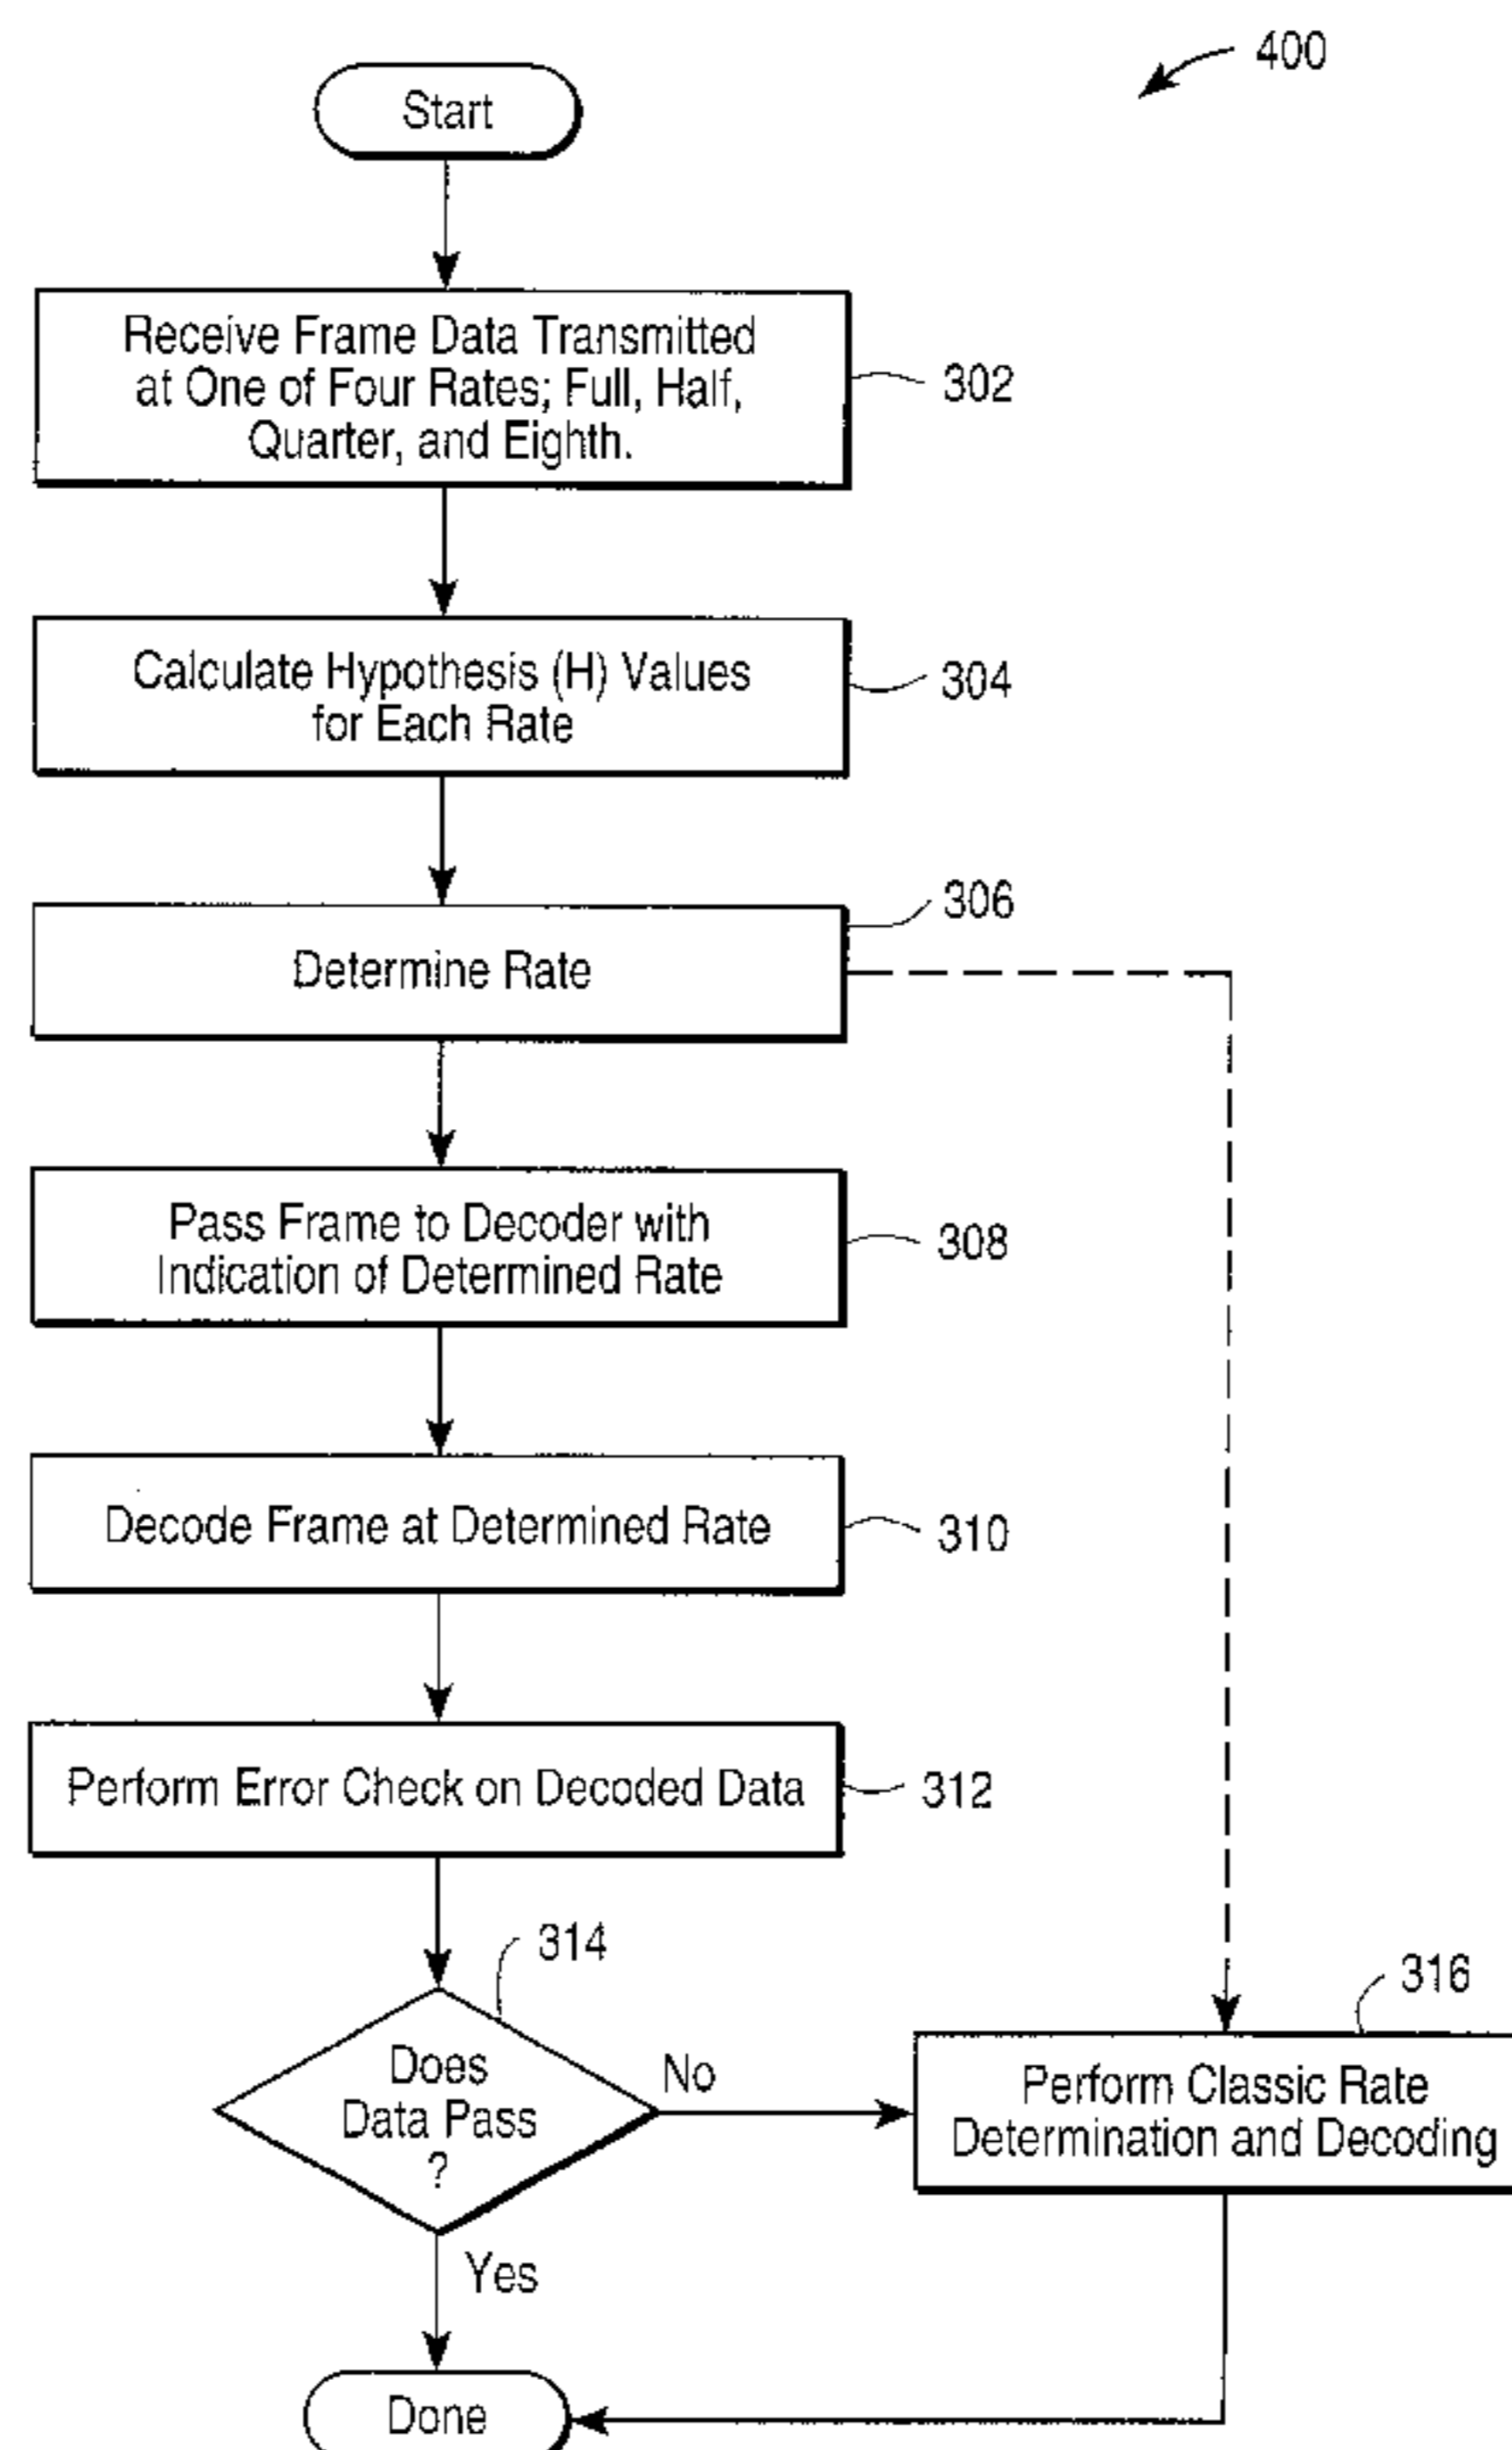 400
Start
Receive Frame Data Transmitted
at One of Four Rates; Full, Half,
Quarter, and Eighth.
302
Calculate Hypothesis (H) Values
for Each Rate
304
306
Determine Rate
Pass Frame to Decoder with
Indication of Determined Rate
308
Decode Frame at Determined Rate
310
Perform Error Check on Decoded Data
312
314
Does
Data Pass
?
No
316
Perform Classic Rate
Determination and Decoding
Yes
Done